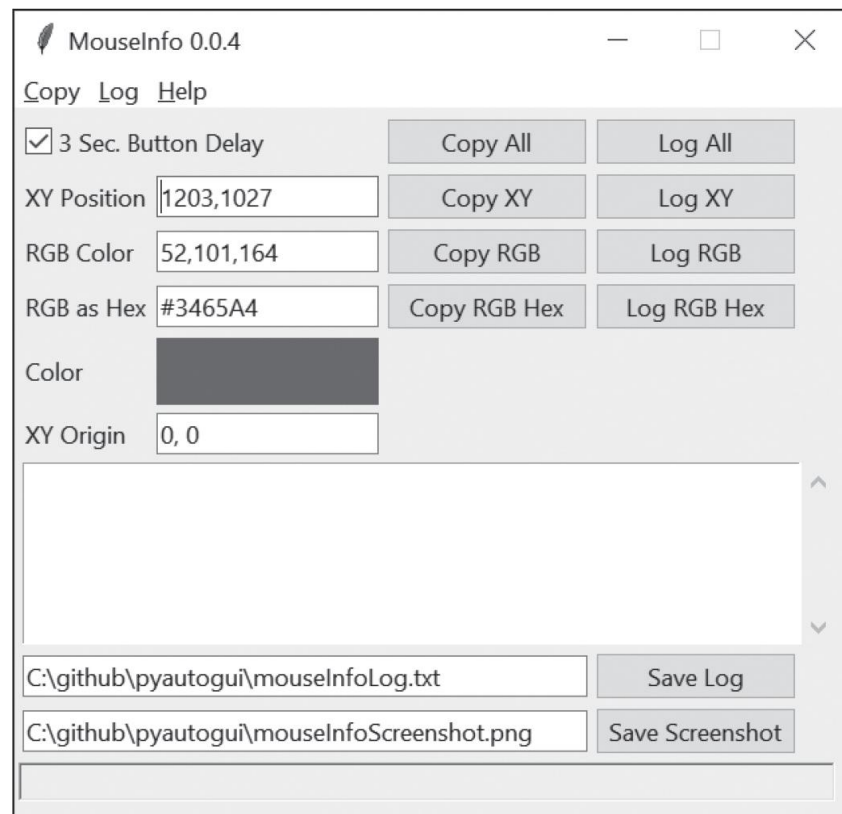 MouseInfo 0.0.4
Copy Log Help
3 Sec. Button Delay Copy All Log All
XY Position 1203,1027 Copy XY Log XY
RGB Color 52,101,164 Copy RGB Log RGB
RGB as Hex #3465A4 Copy RGB Hex Log RGB Hex
Color
XY Origin 0, 0
C:\github\pyautogui\mouseInfoLog.txt Save Log
C:\github\pyautogui\mouseInfoScreenshot.png Save Screenshot